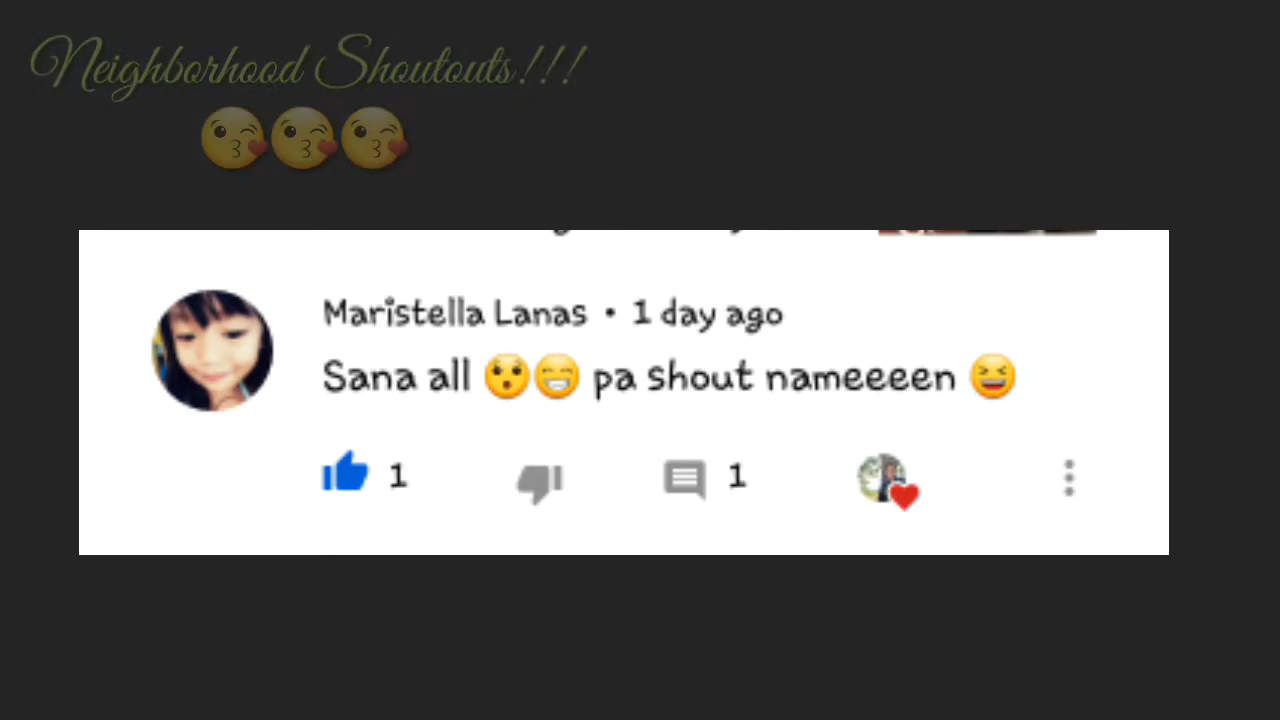 Neighborhood Shoutouts!!!
😘😘😘
Maristella Lanas • 1 day ago
Sana all 😯😁 pa shout nameeeen 😆
1 1